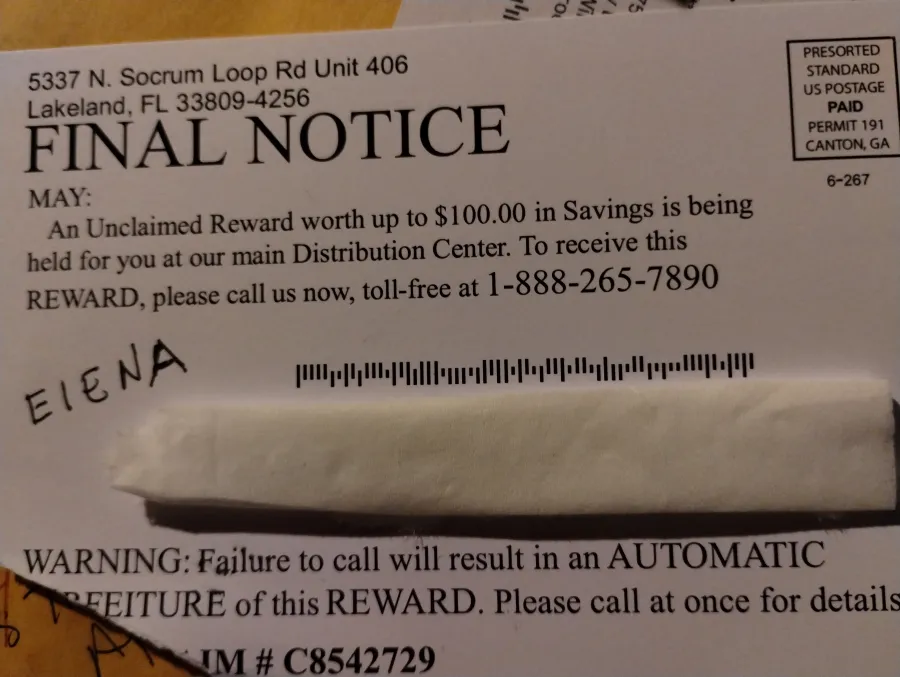 5337 N. Socrum Loop Rd Unit 406
Lakeland, FL 33809-4256
PRESORTED
STANDARD
US POSTAGE
PAID
PERMIT 191
CANTON, GA
6-267
FINAL NOTICE
MAY:
An Unclaimed Reward worth up to $100.00 in Savings is being
held for you at our main Distribution Center. To receive this
REWARD, please call us now, toll-free at 1-888-265-7890
ElENA
WARNING: Failure to call will result in an AUTOMATIC
RFEITURE of this REWARD. Please call at once for details
IM # C8542729